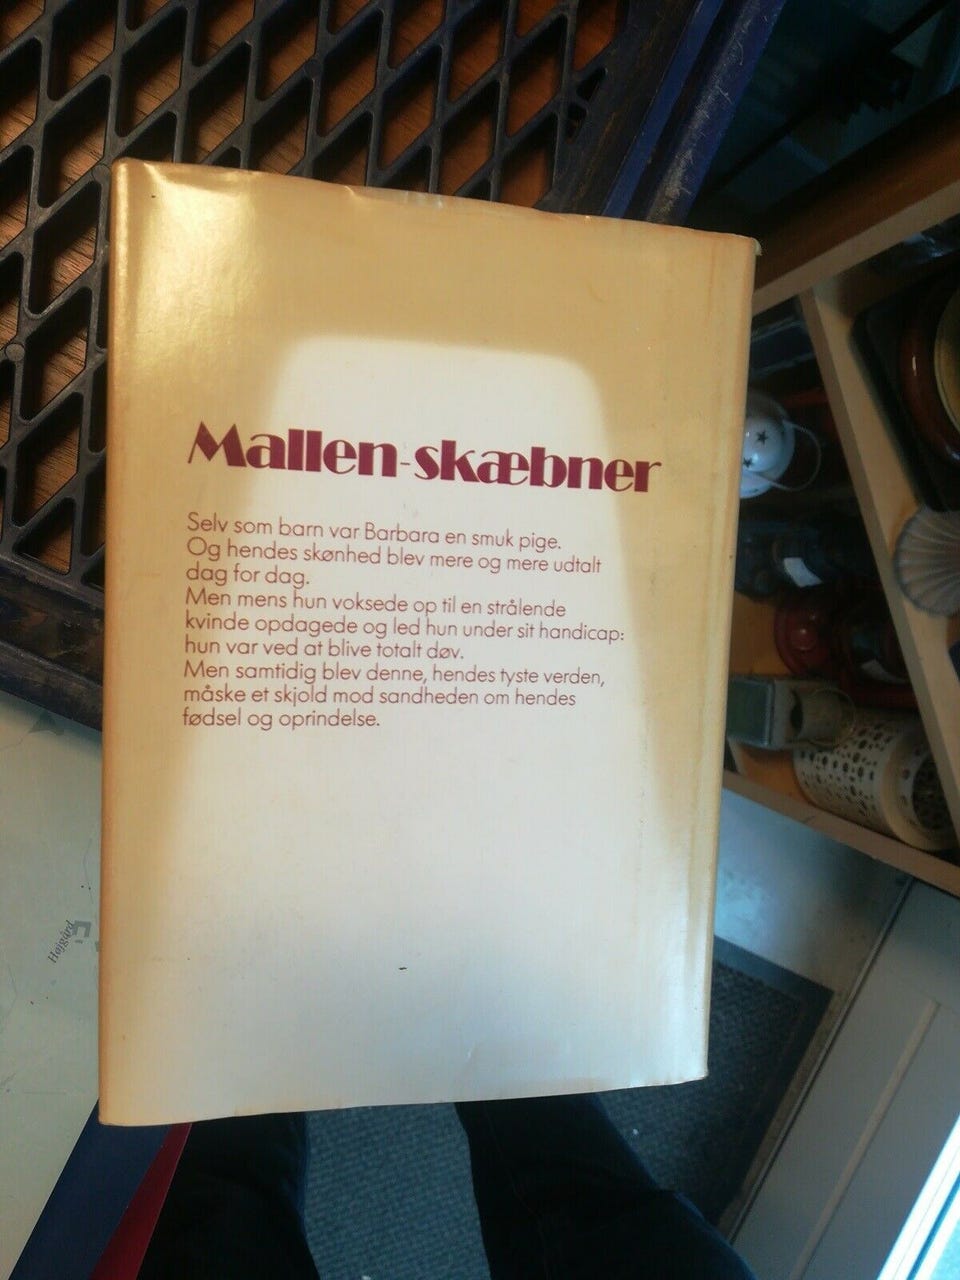 Mallen-skæbner
Selv som barn var Barbara en smuk pige.
Og hendes skønhed blev mere og mere udtalt
dag for dag.
Men mens hun voksede op til en strålende
kvinde opdagede og led hun under sit handicap:
hun var ved at blive totalt døv.
Men samtidig blev denne, hendes tyste verden,
måske et skjold mod sandheden om hendes
fødsel og oprindelse.
Højgård